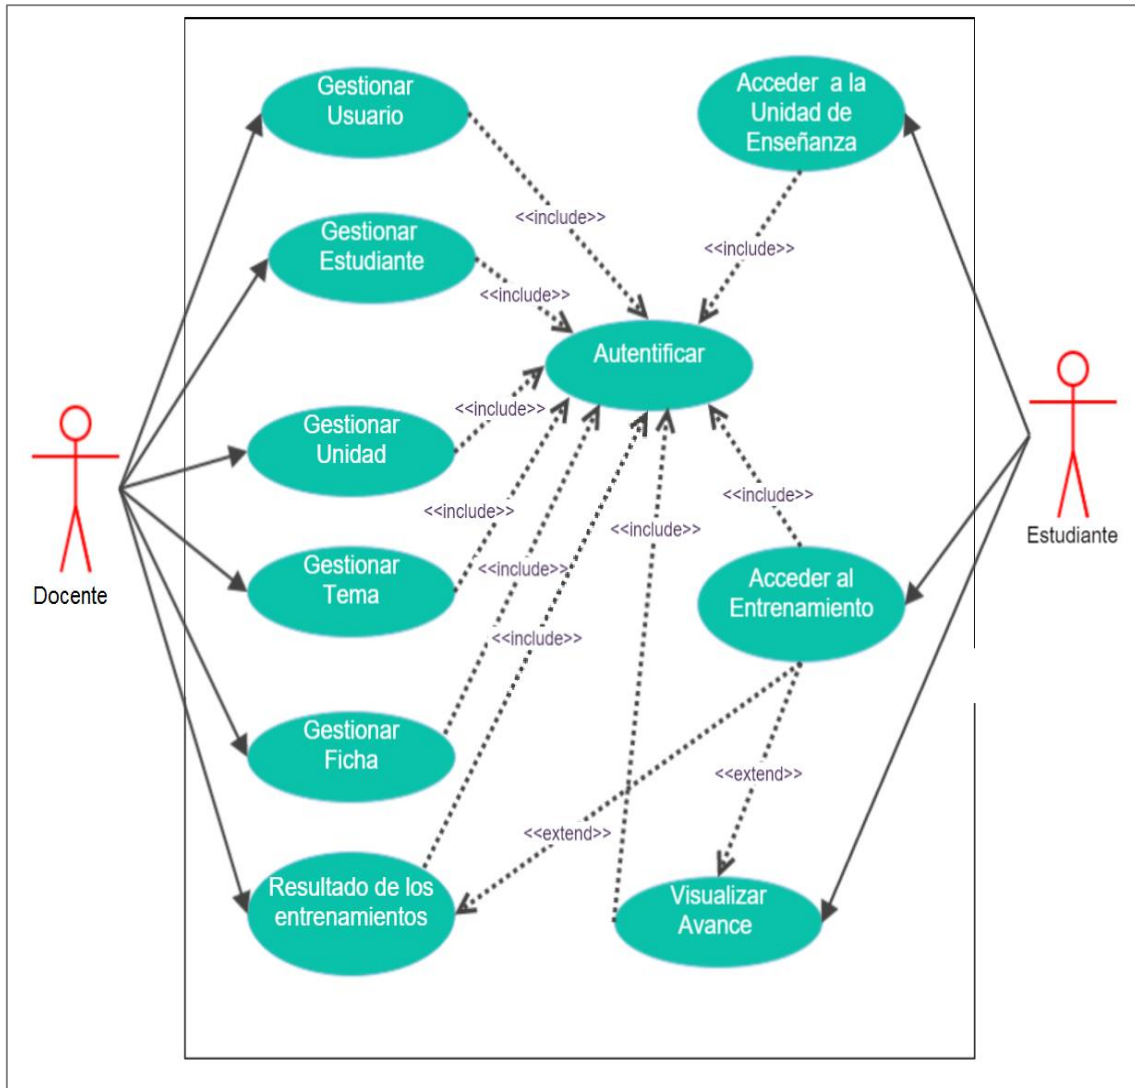 Gestionar
Usuario
Acceder a la
Unidad de
Enseñanza
<<include>>
Gestionar
Estudiante
<<include>>
<<include>>
Autentificar
Gestionar
Unidad
<<include>>
<<include>>
<<include>>
<<include>>
Estudiante
Gestionar
Tema
<<include>>
Acceder al
Entrenamiento
Docente
<<include>>
Gestionar
Ficha
<<extend>>
<<extend>>
Resultado de los
entrenamientos
Visualizar
Avance